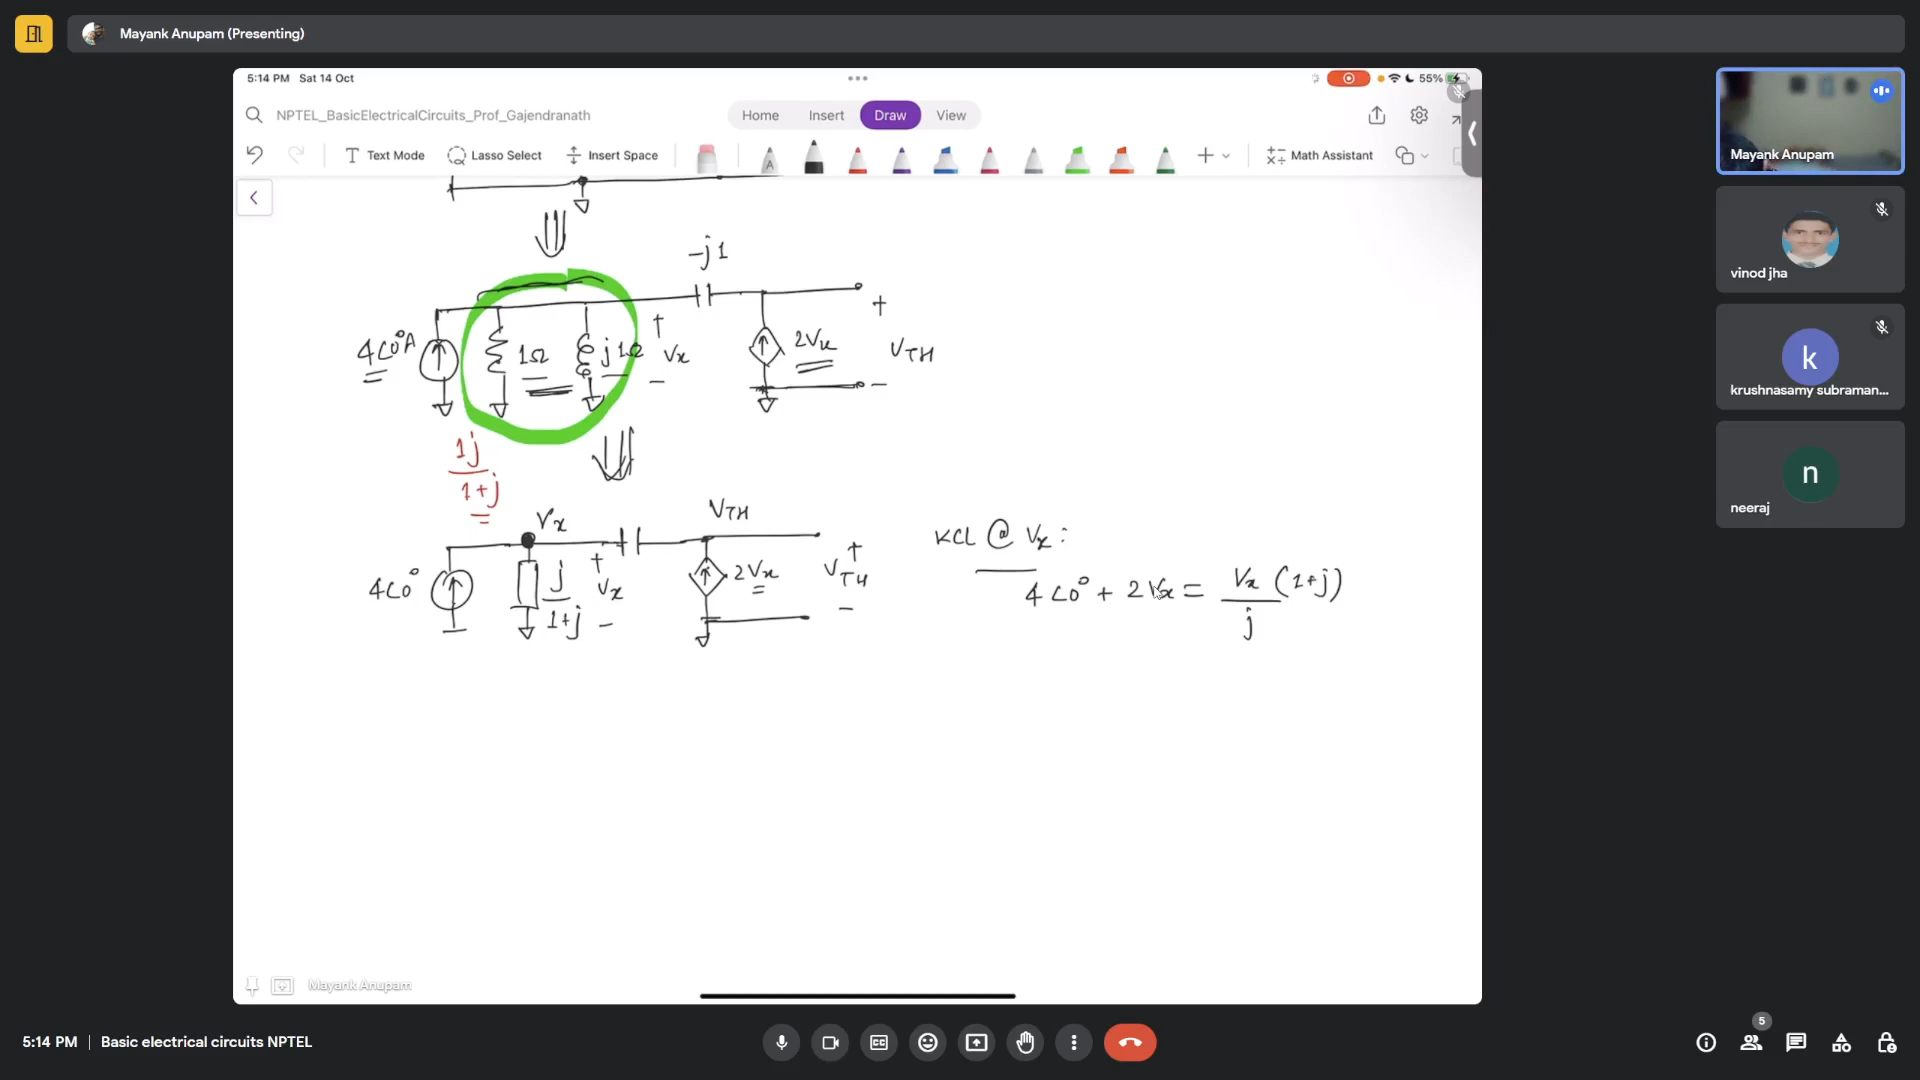 Mayank Anupam (Presenting)
5:14 PM Sat 14 Oct
55%
NPTEL_BasicElectricalCircuits_Prof_Gajendranath
Home Insert Draw View
Text Mode Lasso Select Insert Space A Math Assistant
-j1
4∠0°A 1Ω j1Ω + Vx - 2Vx + VTH -
1j
1+j
Vx VTH
4∠0° j + Vx - 2Vx + VTH -
1+j
KCL @ Vx:
4∠0° + 2Vx = Vx (1+j)
j
Mayank Anupam
Mayank Anupam
vinod jha
k
krushnasamy subraman...
n
neeraj
5:14 PM | Basic electrical circuits NPTEL
5